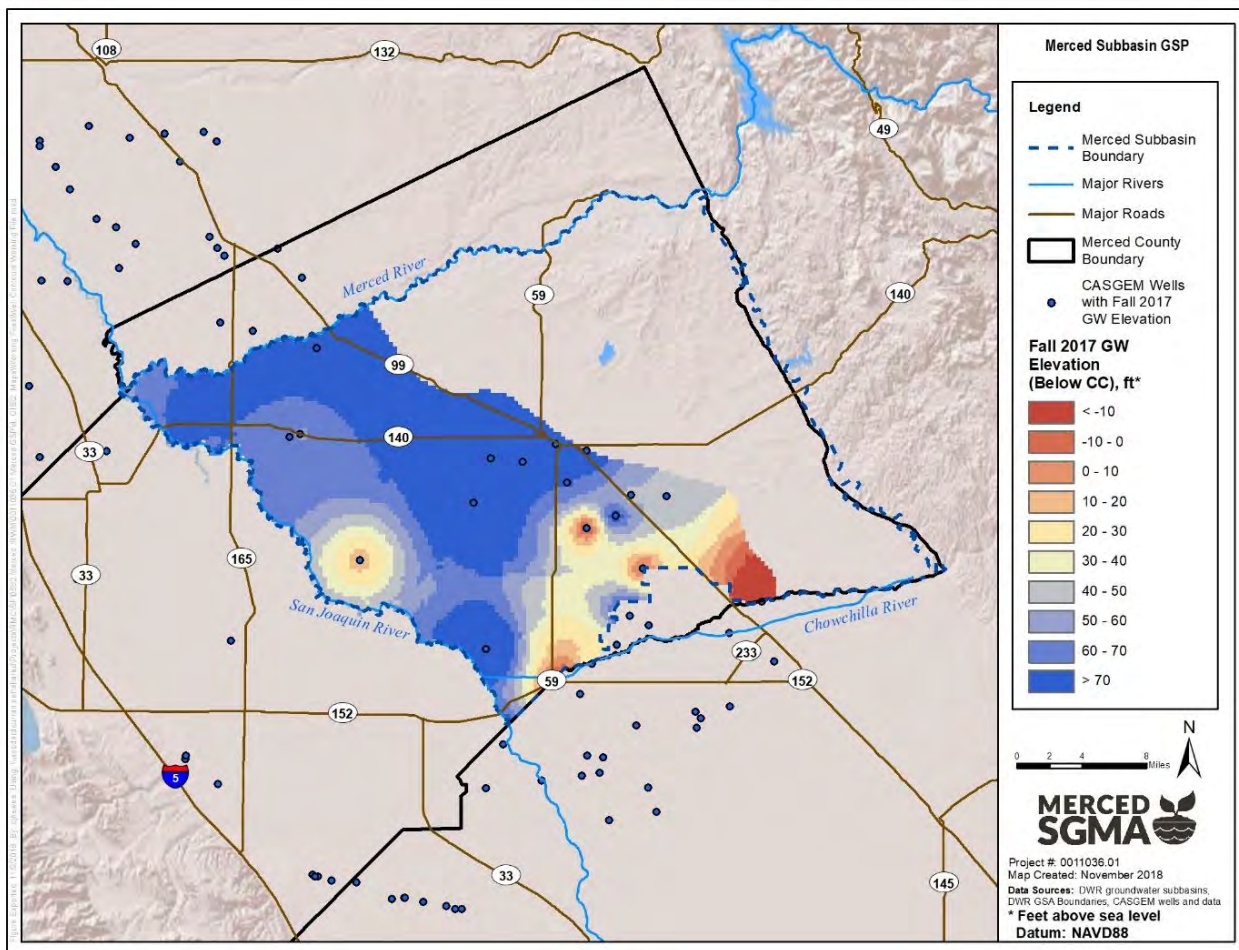 Merced Subbasin GSP
Legend
Merced Subbasin
Boundary
Major Rivers
Major Roads
Merced County
Boundary
CASGEM Wells
with Fall 2017
GW Elevation
Fall 2017 GW
Elevation
(Below CC), ft*
< -10
-10 - 0
0 - 10
10 - 20
20 - 30
30 - 40
40 - 50
50 - 60
60 - 70
> 70
N
0 2 4 8
Miles
MERCED
SGMA
Project #: 0011036.01
Map Created: November 2018
Data Sources: DWR groundwater subbasins,
DWR GSA Boundaries, CASGEM wells and data
* Feet above sea level
Datum: NAVD88
108
132
49
Merced River
59
140
99
140
33
165
33
San Joaquin River
Chowchilla River
233
59
152
152
5
33
145